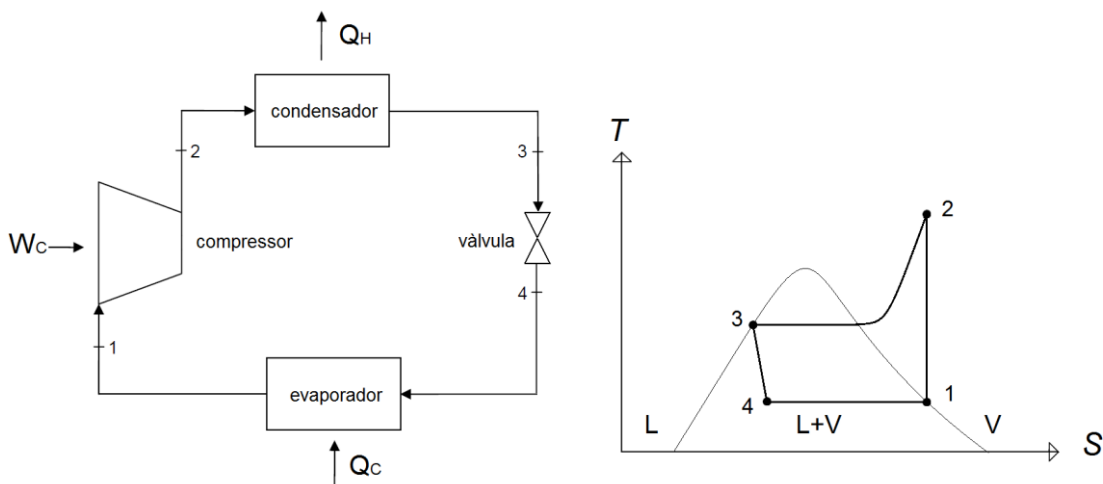 QH
condensador
2
3
WC
compressor
vàlvula
4
1
evaporador
QC
T
2
3
4
1
L
L+V
V
S